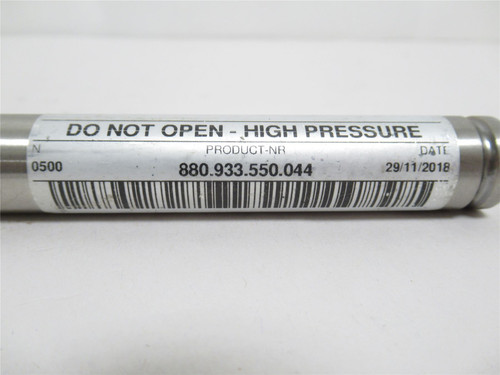 DO NOT OPEN - HIGH PRESSURE
N PRODUCT-NR DATE
0500 880.933.550.044 29/11/2018